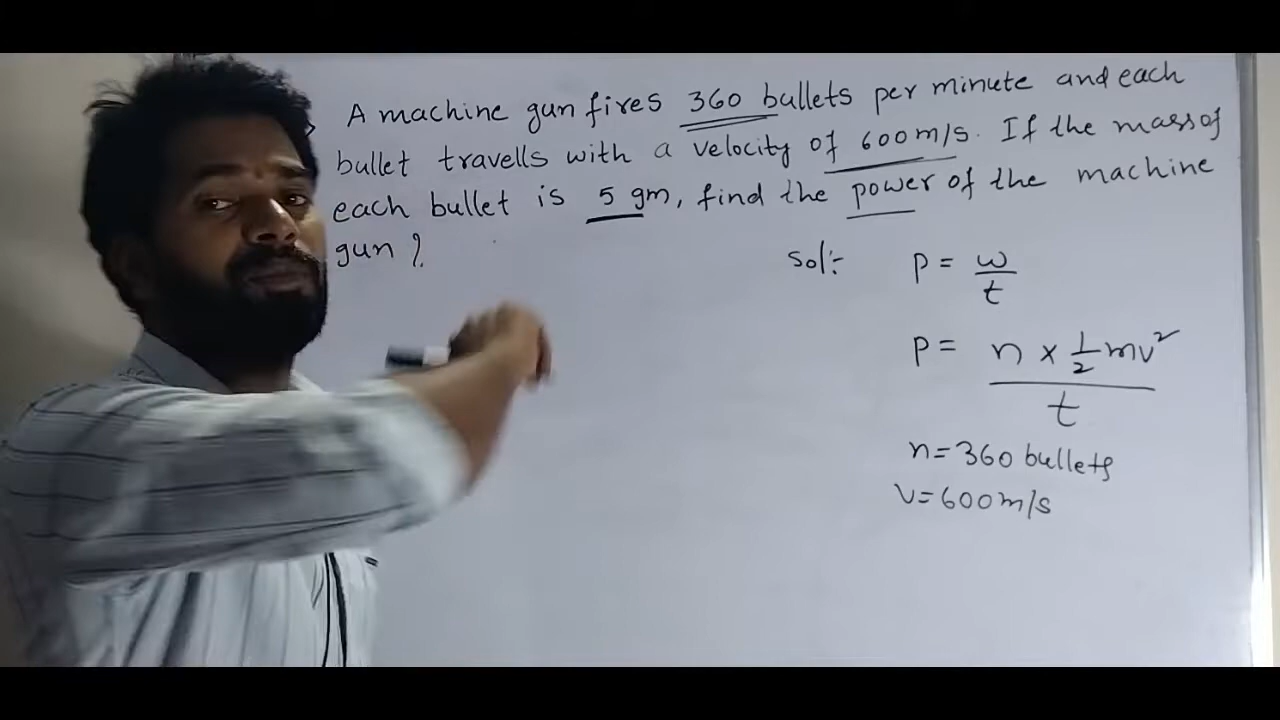 A machine gun fires 360 bullets per minute and each
bullet travells with a velocity of 600 m/s. If the mass of
each bullet is 5 gm, find the power of the machine
gun?
Sol:-
P = w/t
P = n × 1/2 mv² / t
n=360 bullets
V=600m/s